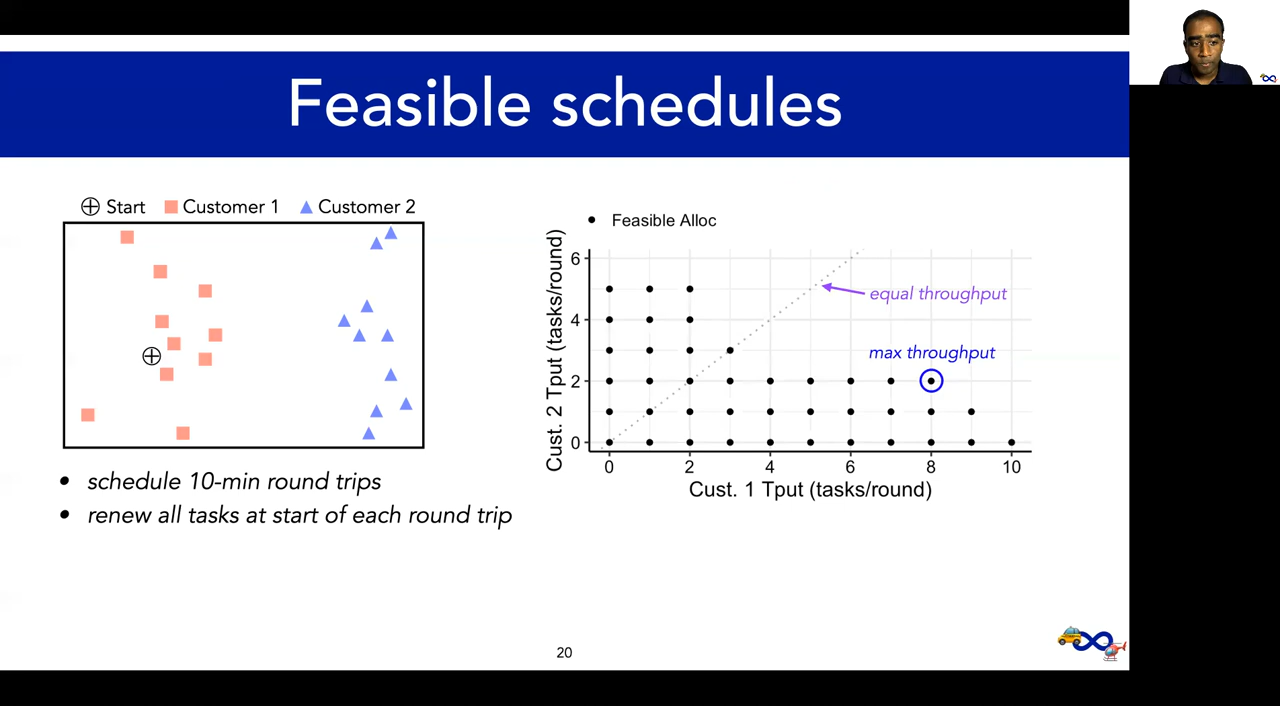 Feasible schedules
Start Customer 1 Customer 2
• schedule 10-min round trips
• renew all tasks at start of each round trip
Feasible Alloc
Cust. 2 Tput (tasks/round)
6
4
2
0
equal throughput
max throughput
0 2 4 6 8 10
Cust. 1 Tput (tasks/round)
20